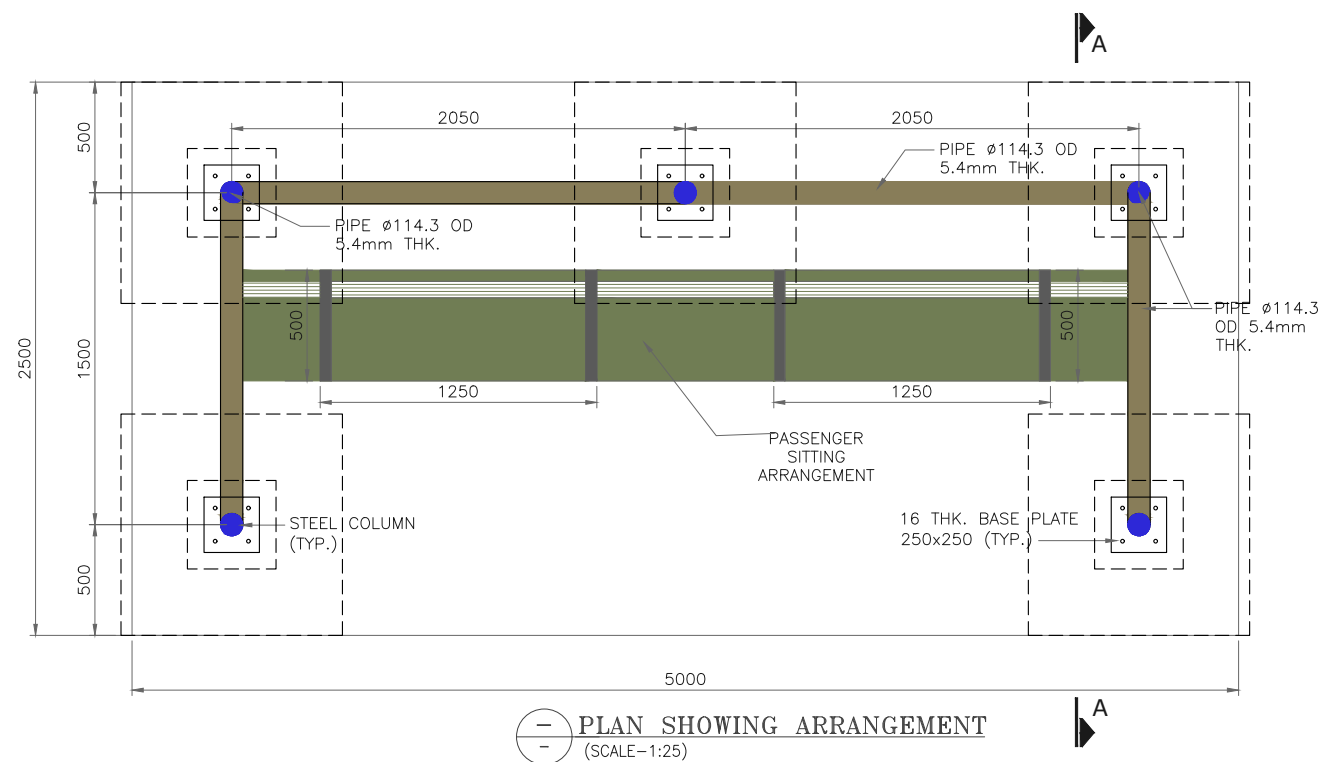 A
2050
2050
500
PIPE ø114.3 OD
5.4mm THK.
PIPE ø114.3 OD
5.4mm THK.
2500
1500
500
500
PIPE ø114.3
OD 5.4mm
THK.
1250
1250
PASSENGER
SITTING
ARRANGEMENT
STEEL COLUMN
(TYP.)
16 THK. BASE PLATE
250x250 (TYP.)
500
5000
A
PLAN SHOWING ARRANGEMENT
(SCALE-1:25)